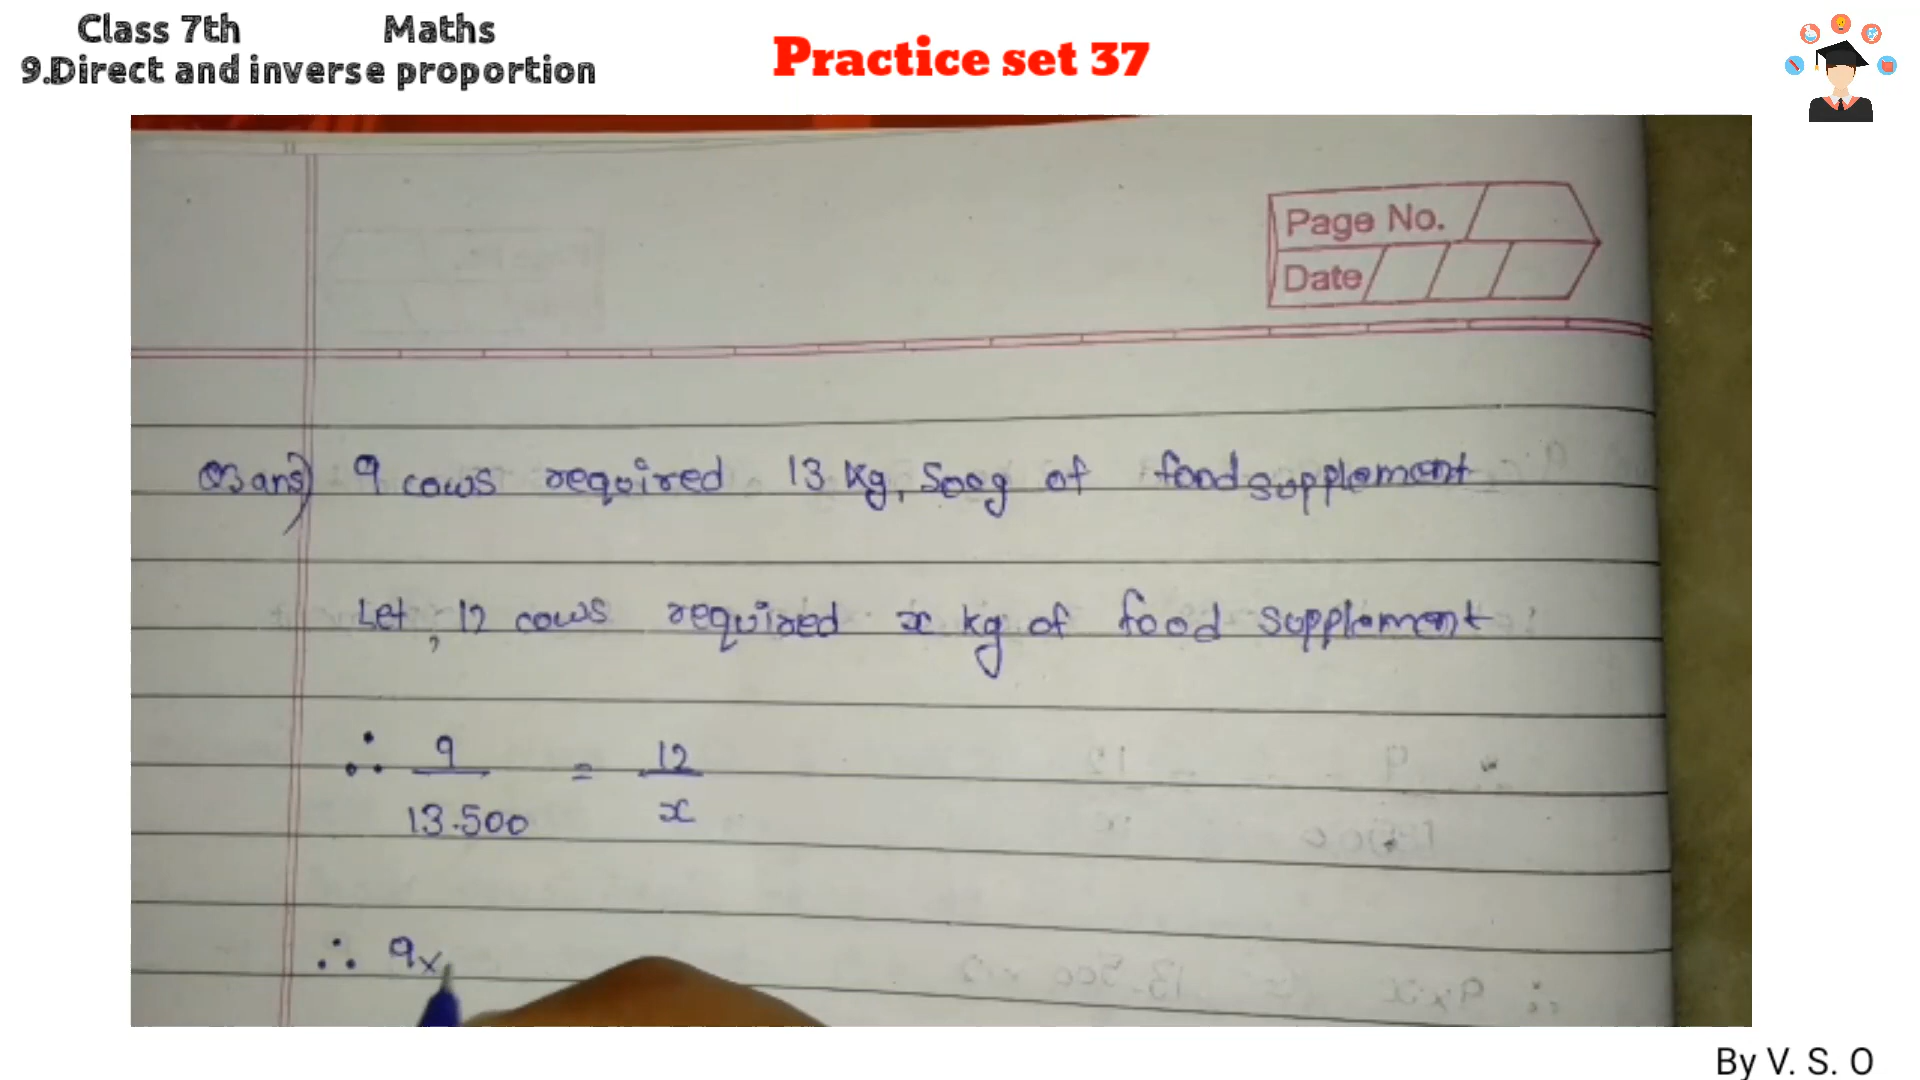 Class 7th Maths
9.Direct and inverse proportion
Practice set 37
Page No.
Date
Q3 ans) 9 cows required 13 kg, 500g of food supplement
Let, 12 cows required x kg of food supplement
∴ 9/13.500 = 12/x
∴ 9×
By V. S. O